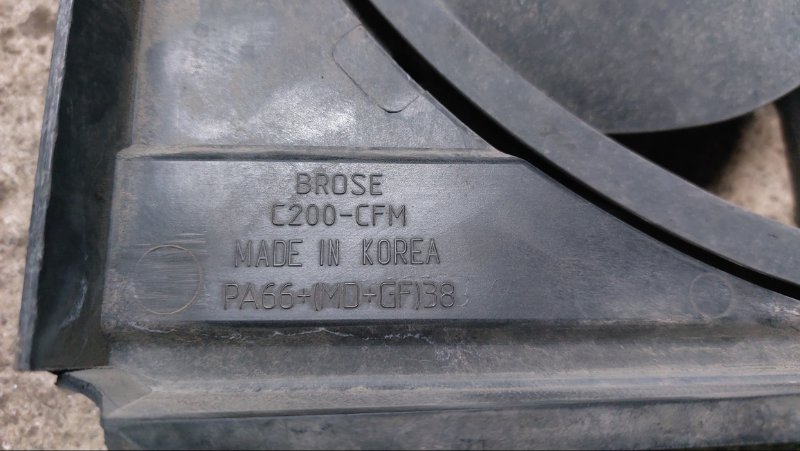 BROSE
C200-CFM
MADE IN KOREA
PA66+(MD+GF)38